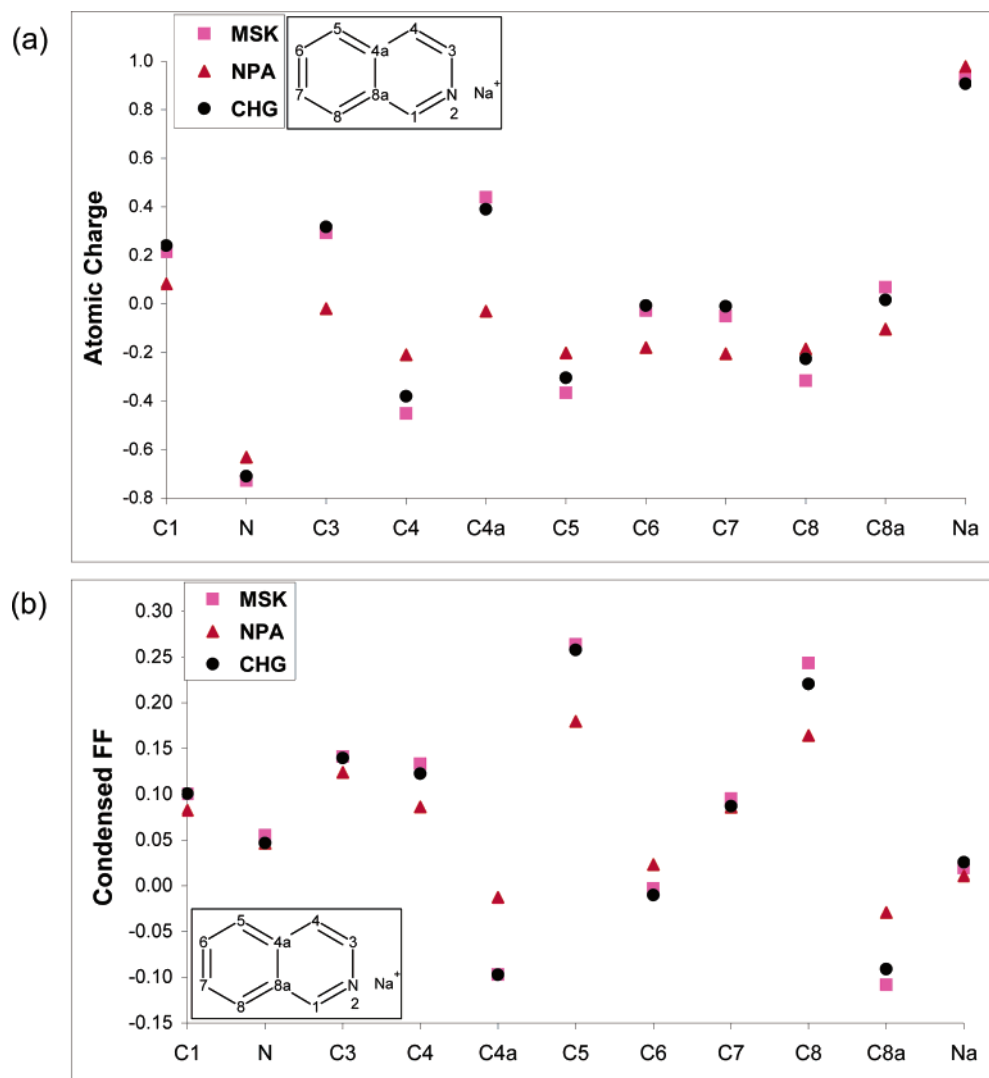 (a)
MSK
NPA
CHG
5
4
6
4a
3
7
8a
N
Na+
8
1
2
Atomic Charge
1.0
0.8
0.6
0.4
0.2
0.0
-0.2
-0.4
-0.6
-0.8
C1 N C3 C4 C4a C5 C6 C7 C8 C8a Na
(b)
MSK
NPA
CHG
Condensed FF
0.30
0.25
0.20
0.15
0.10
0.05
0.00
-0.05
-0.10
-0.15
5
4
6
4a
3
7
8a
N
Na+
8
1
2
C1 N C3 C4 C4a C5 C6 C7 C8 C8a Na